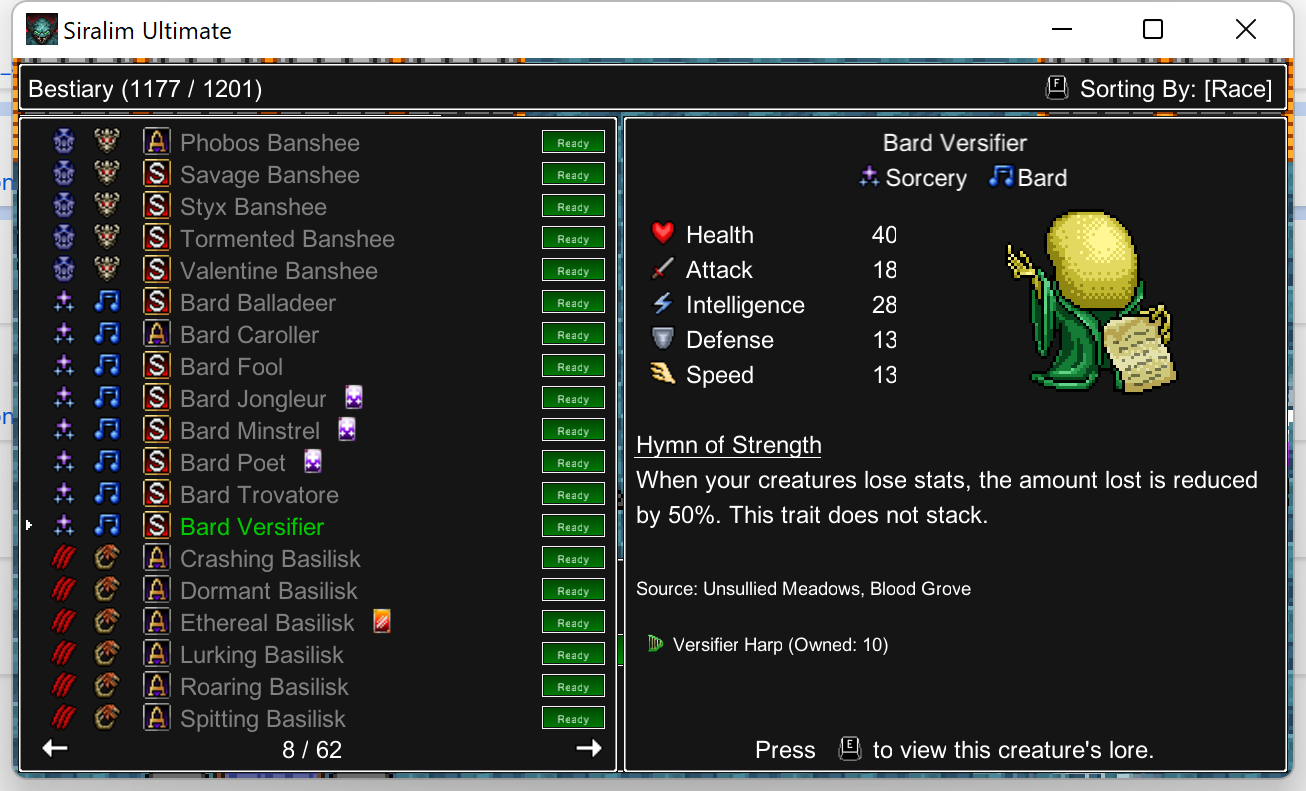 Siralim Ultimate
Bestiary (1177 / 1201)
F Sorting By: [Race]
A Phobos Banshee Ready
S Savage Banshee Ready
S Styx Banshee Ready
S Tormented Banshee Ready
S Valentine Banshee Ready
S Bard Balladeer Ready
A Bard Caroller Ready
S Bard Fool Ready
S Bard Jongleur Ready
S Bard Minstrel Ready
S Bard Poet Ready
S Bard Trovatore Ready
S Bard Versifier Ready
A Crashing Basilisk Ready
A Dormant Basilisk Ready
A Ethereal Basilisk Ready
A Lurking Basilisk Ready
A Roaring Basilisk Ready
A Spitting Basilisk Ready
8 / 62
Bard Versifier
Sorcery Bard
Health 40
Attack 18
Intelligence 28
Defense 13
Speed 13
Hymn of Strength
When your creatures lose stats, the amount lost is reduced
by 50%. This trait does not stack.
Source: Unsullied Meadows, Blood Grove
Versifier Harp (Owned: 10)
Press E to view this creature's lore.